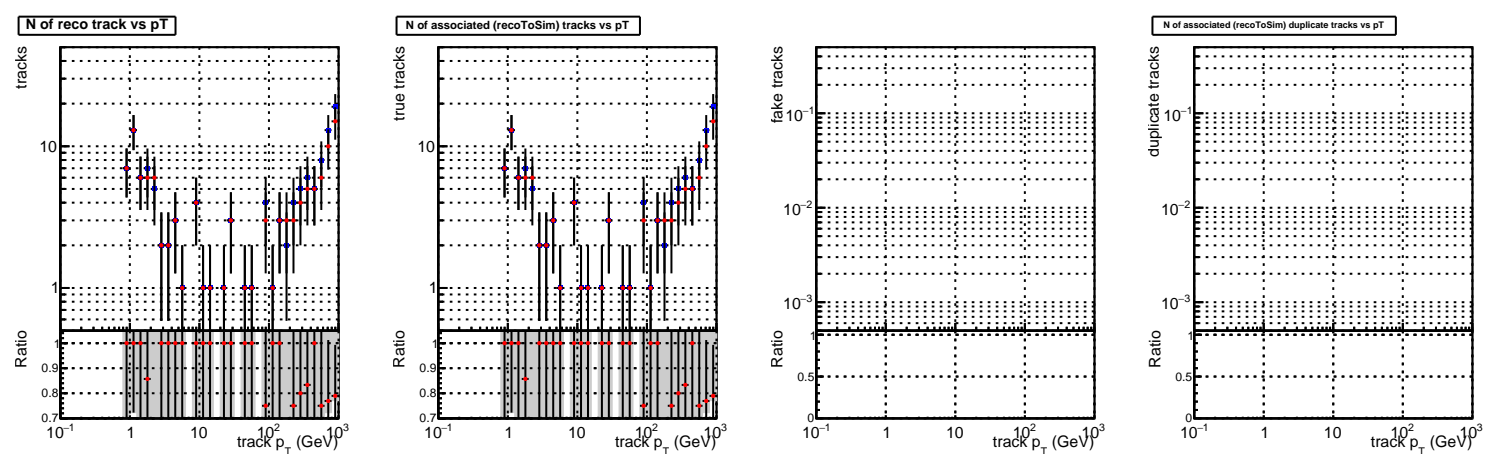 N of reco track vs pT
tracks
10
1
Ratio
1
0.9
0.8
0.7
10⁻¹ 1 10 10² 10³
track p_T (GeV)
N of associated (recoToSim) tracks vs pT
true tracks
10
1
Ratio
1
0.9
0.8
0.7
10⁻¹ 1 10 10² 10³
track p_T (GeV)
fake tracks
10⁻¹
10⁻²
10⁻³
Ratio
1
0.5
0
10⁻¹ 1 10 10² 10³
track p_T (GeV)
N of associated (recoToSim) duplicate tracks vs pT
duplicate tracks
10⁻¹
10⁻²
10⁻³
Ratio
1
0.5
0
10⁻¹ 1 10 10² 10³
track p_T (GeV)